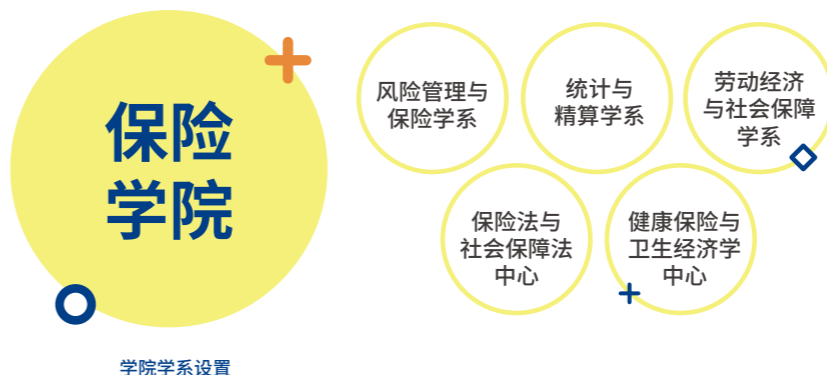 保险
学院
风险管理与
保险学系
统计与
精算学系
劳动经济
与社会保障
学系
保险法与
社会保障法
中心
健康保险与
卫生经济学
中心
学院学系设置